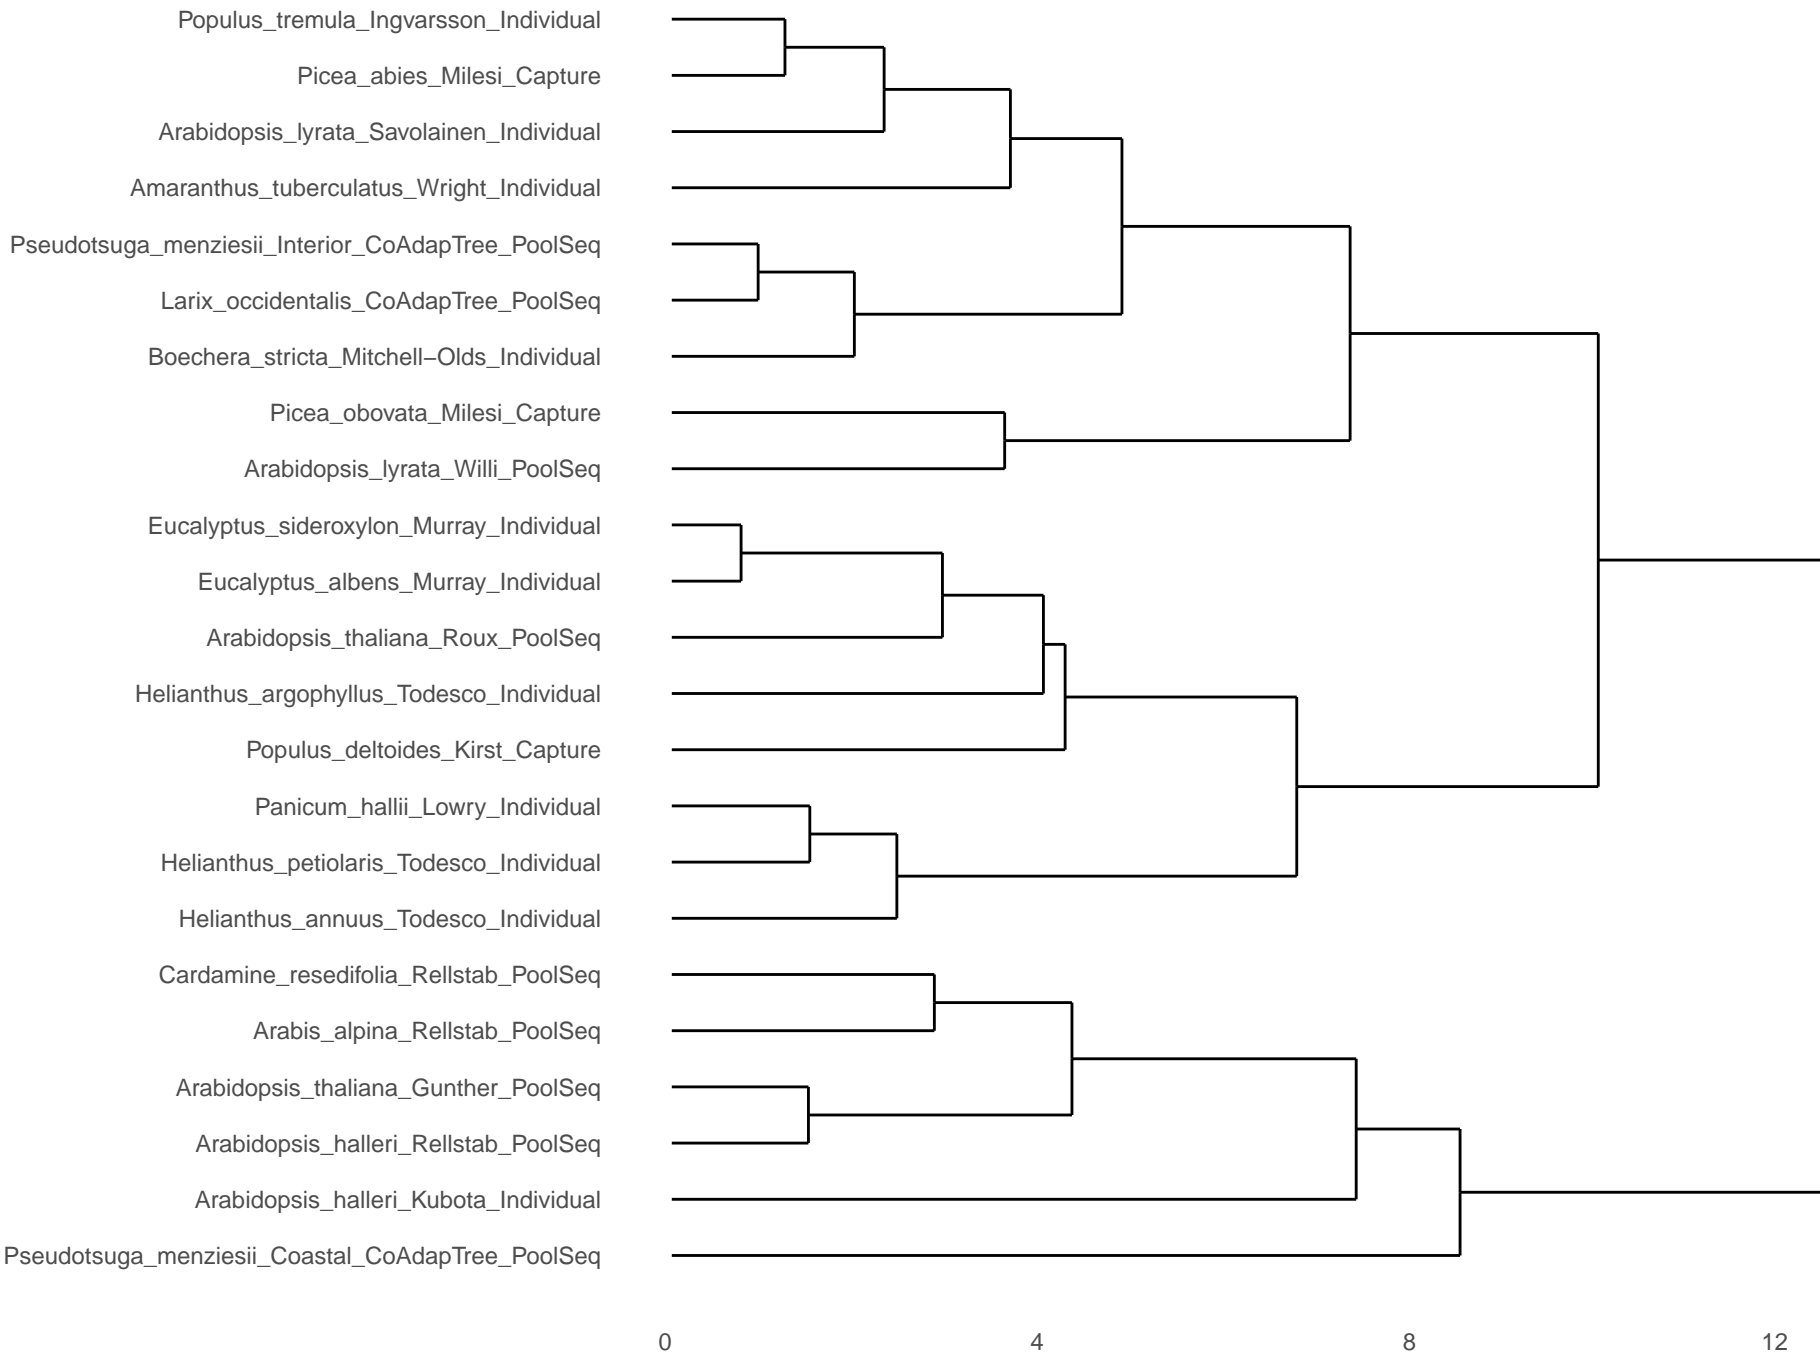 Populus_tremula_Ingvarsson_Individual
Picea_abies_Milesi_Capture
Arabidopsis_lyrata_Savolainen_Individual
Amaranthus_tuberculatus_Wright_Individual
Pseudotsuga_menziesii_Interior_CoAdapTree_PoolSeq
Larix_occidentalis_CoAdapTree_PoolSeq
Boechera_stricta_Mitchell−Olds_Individual
Picea_obovata_Milesi_Capture
Arabidopsis_lyrata_Willi_PoolSeq
Eucalyptus_sideroxylon_Murray_Individual
Eucalyptus_albens_Murray_Individual
Arabidopsis_thaliana_Roux_PoolSeq
Helianthus_argophyllus_Todesco_Individual
Populus_deltoides_Kirst_Capture
Panicum_hallii_Lowry_Individual
Helianthus_petiolaris_Todesco_Individual
Helianthus_annuus_Todesco_Individual
Cardamine_resedifolia_Rellstab_PoolSeq
Arabis_alpina_Rellstab_PoolSeq
Arabidopsis_thaliana_Gunther_PoolSeq
Arabidopsis_halleri_Rellstab_PoolSeq
Arabidopsis_halleri_Kubota_Individual
Pseudotsuga_menziesii_Coastal_CoAdapTree_PoolSeq
0 4 8 12